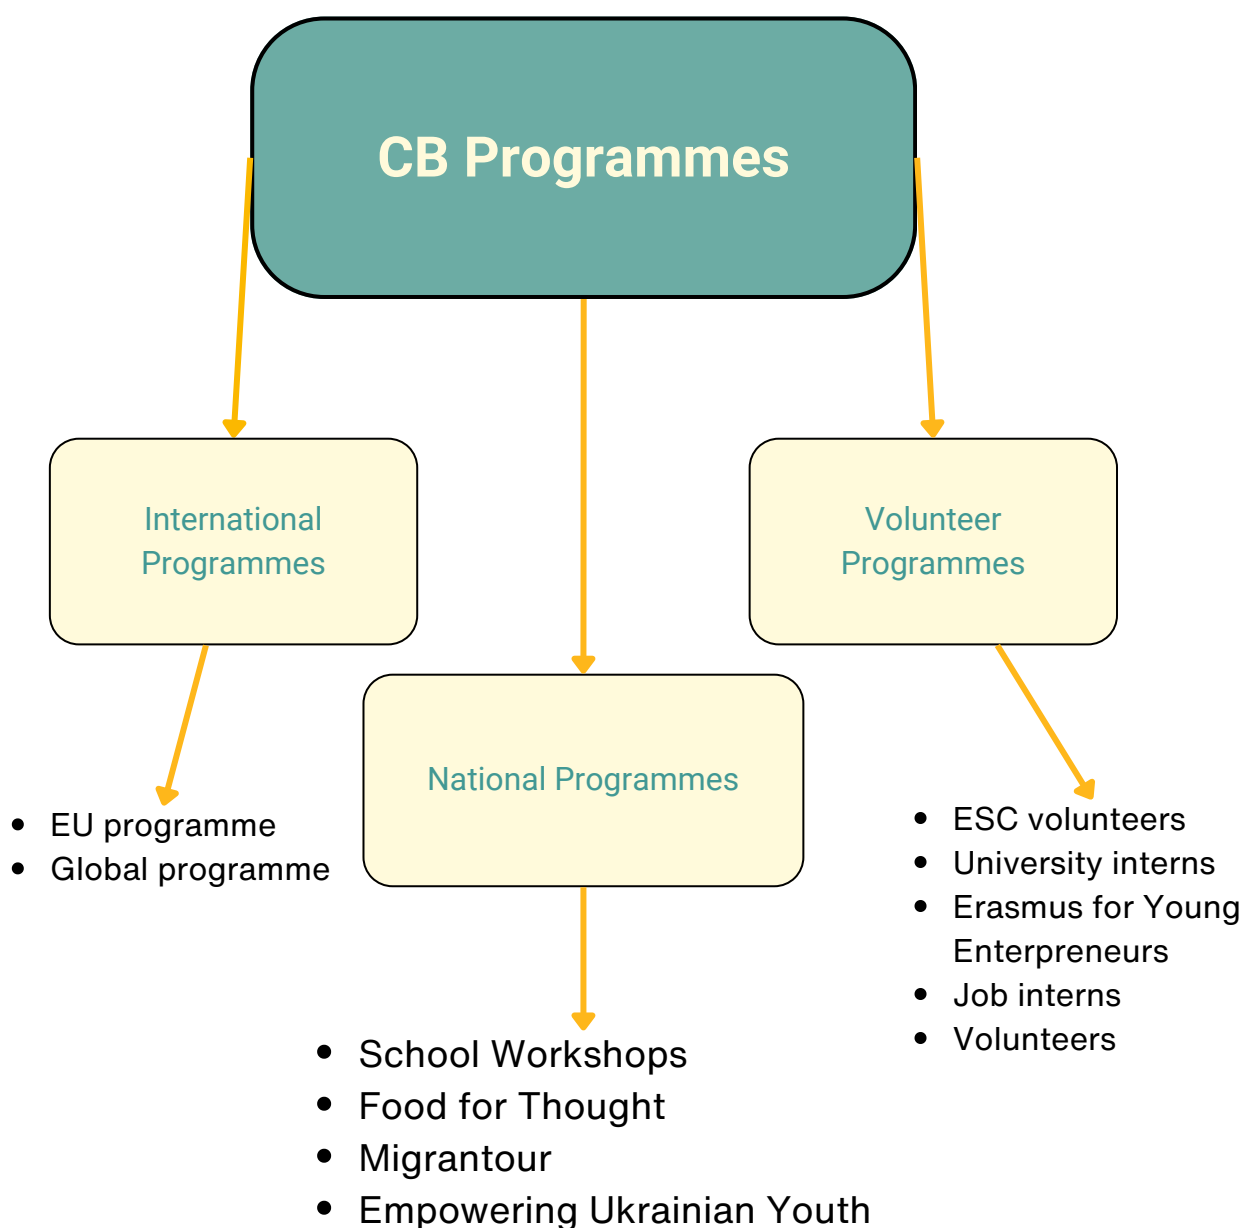 CB Programmes
International
Programmes
Volunteer
Programmes
National Programmes
• EU programme
• Global programme
• ESC volunteers
• University interns
• Erasmus for Young
Enterpreneurs
• Job interns
• Volunteers
• School Workshops
• Food for Thought
• Migrantour
• Empowering Ukrainian Youth